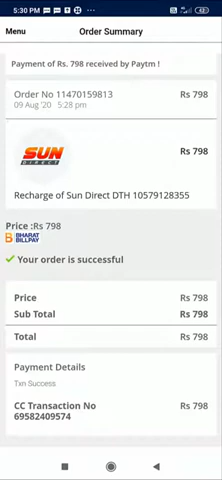 5:30 PM
Menu
Order Summary
Payment of Rs. 798 received by Paytm !
Order No 11470159813 Rs 798
09 Aug '20 5:28 pm
SUN
DIRECT
Rs 798
Recharge of Sun Direct DTH 10579128355
Price :Rs 798
BHARAT
BILLPAY
Your order is successful
Price Rs 798
Sub Total Rs 798
Total Rs 798
Payment Details
Txn Success
CC Transaction No Rs 798
69582409574